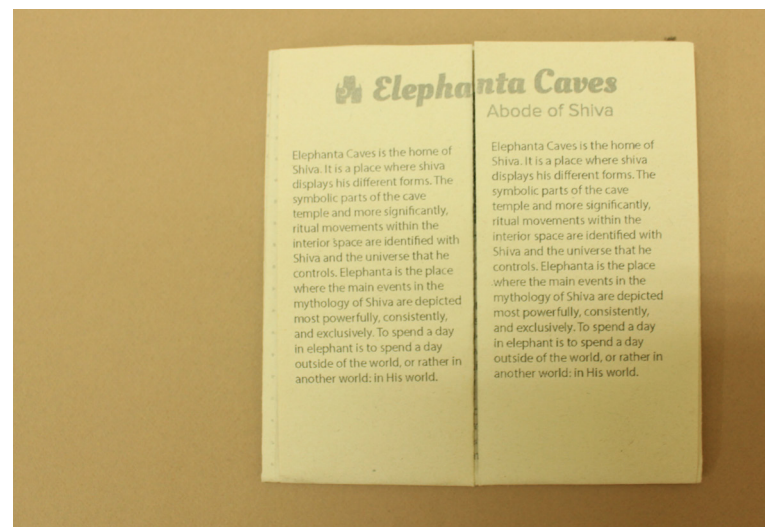 Elephanta Caves
Abode of Shiva
Elephanta Caves is the home of
Shiva. It is a place where shiva
displays his different forms. The
symbolic parts of the cave
temple and more significantly,
ritual movements within the
interior space are identified with
Shiva and the universe that he
controls. Elephanta is the place
where the main events in the
mythology of Shiva are depicted
most powerfully, consistently,
and exclusively. To spend a day
in elephant is to spend a day
outside of the world, or rather in
another world: in His world.
Elephanta Caves is the home of
Shiva. It is a place where shiva
displays his different forms. The
symbolic parts of the cave
temple and more significantly,
ritual movements within the
interior space are identified with
Shiva and the universe that he
controls. Elephanta is the place
where the main events in the
mythology of Shiva are depicted
most powerfully, consistently,
and exclusively. To spend a day
in elephant is to spend a day
outside of the world, or rather in
another world: in His world.